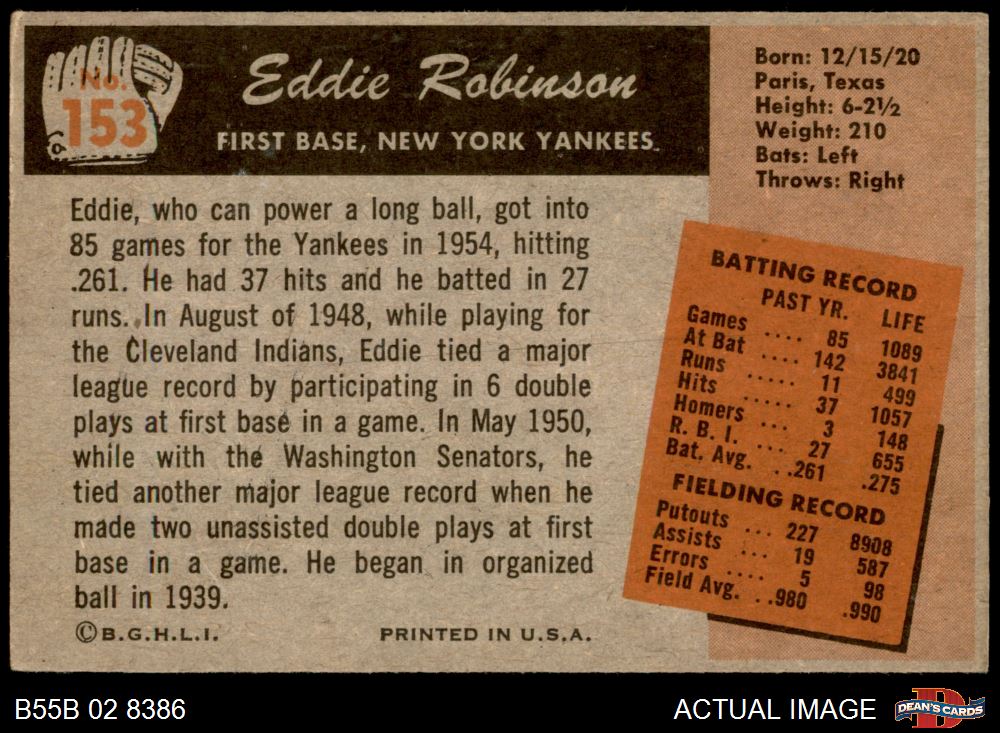 No.
153
Eddie Robinson
FIRST BASE, NEW YORK YANKEES
Born: 12/15/20
Paris, Texas
Height: 6-2½
Weight: 210
Bats: Left
Throws: Right
Eddie, who can power a long ball, got into
85 games for the Yankees in 1954, hitting
.261. He had 37 hits and he batted in 27
runs. In August of 1948, while playing for
the Cleveland Indians, Eddie tied a major
league record by participating in 6 double
plays at first base in a game. In May 1950,
while with the Washington Senators, he
tied another major league record when he
made two unassisted double plays at first
base in a game. He began in organized
ball in 1939.
©B.G.H.L.I. PRINTED IN U.S.A.
BATTING RECORD
PAST YR. LIFE
Games .... 85 1089
At Bat .... 142 3841
Runs ..... 11 499
Hits ..... 37 1057
Homers ... 3 148
R. B. I. ... 27 655
Bat. Avg. ..261 .275
FIELDING RECORD
Putouts ... 227 8908
Assists ... 19 587
Errors .... 5 98
Field Avg. ..980 .990
B55B 02 8386
ACTUAL IMAGE
DEAN'S CARDS